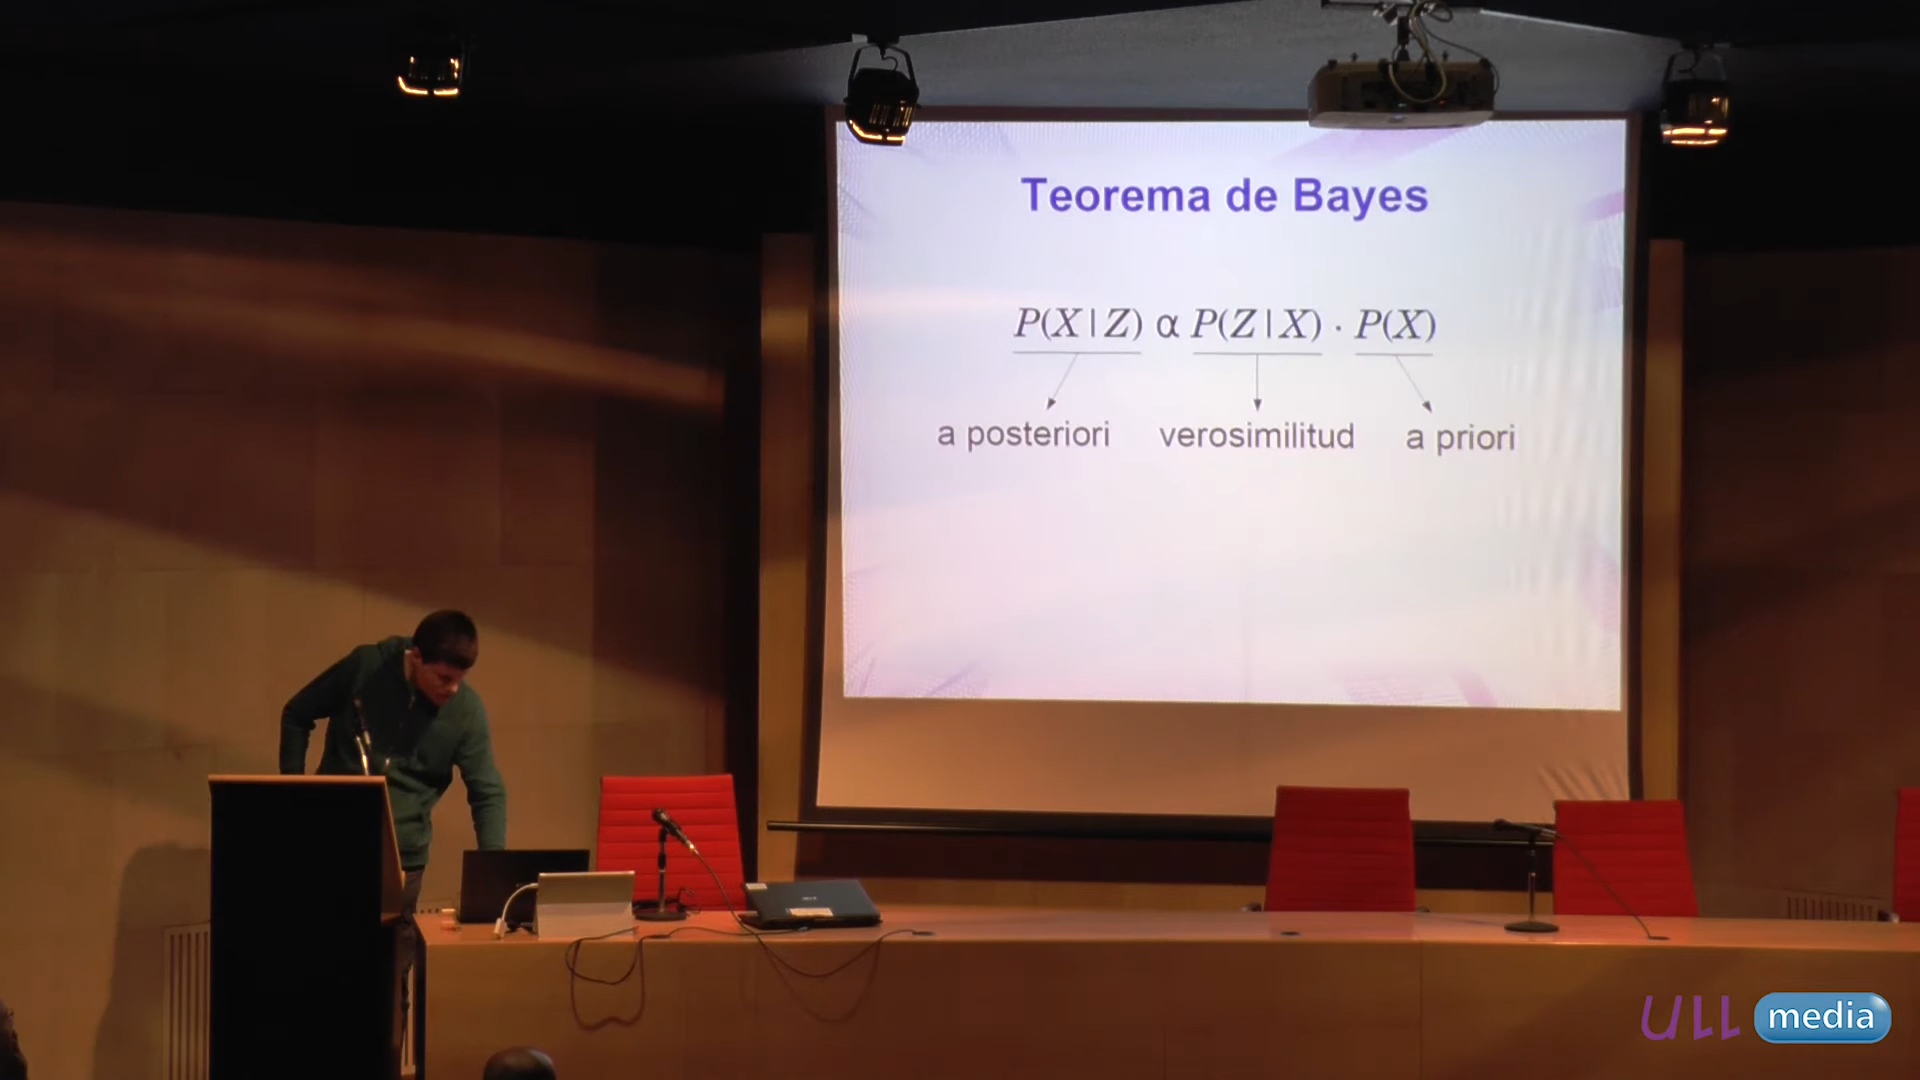 Teorema de Bayes
P(X|Z) α P(Z|X) · P(X)
a posteriori verosimilitud a priori
ULL media